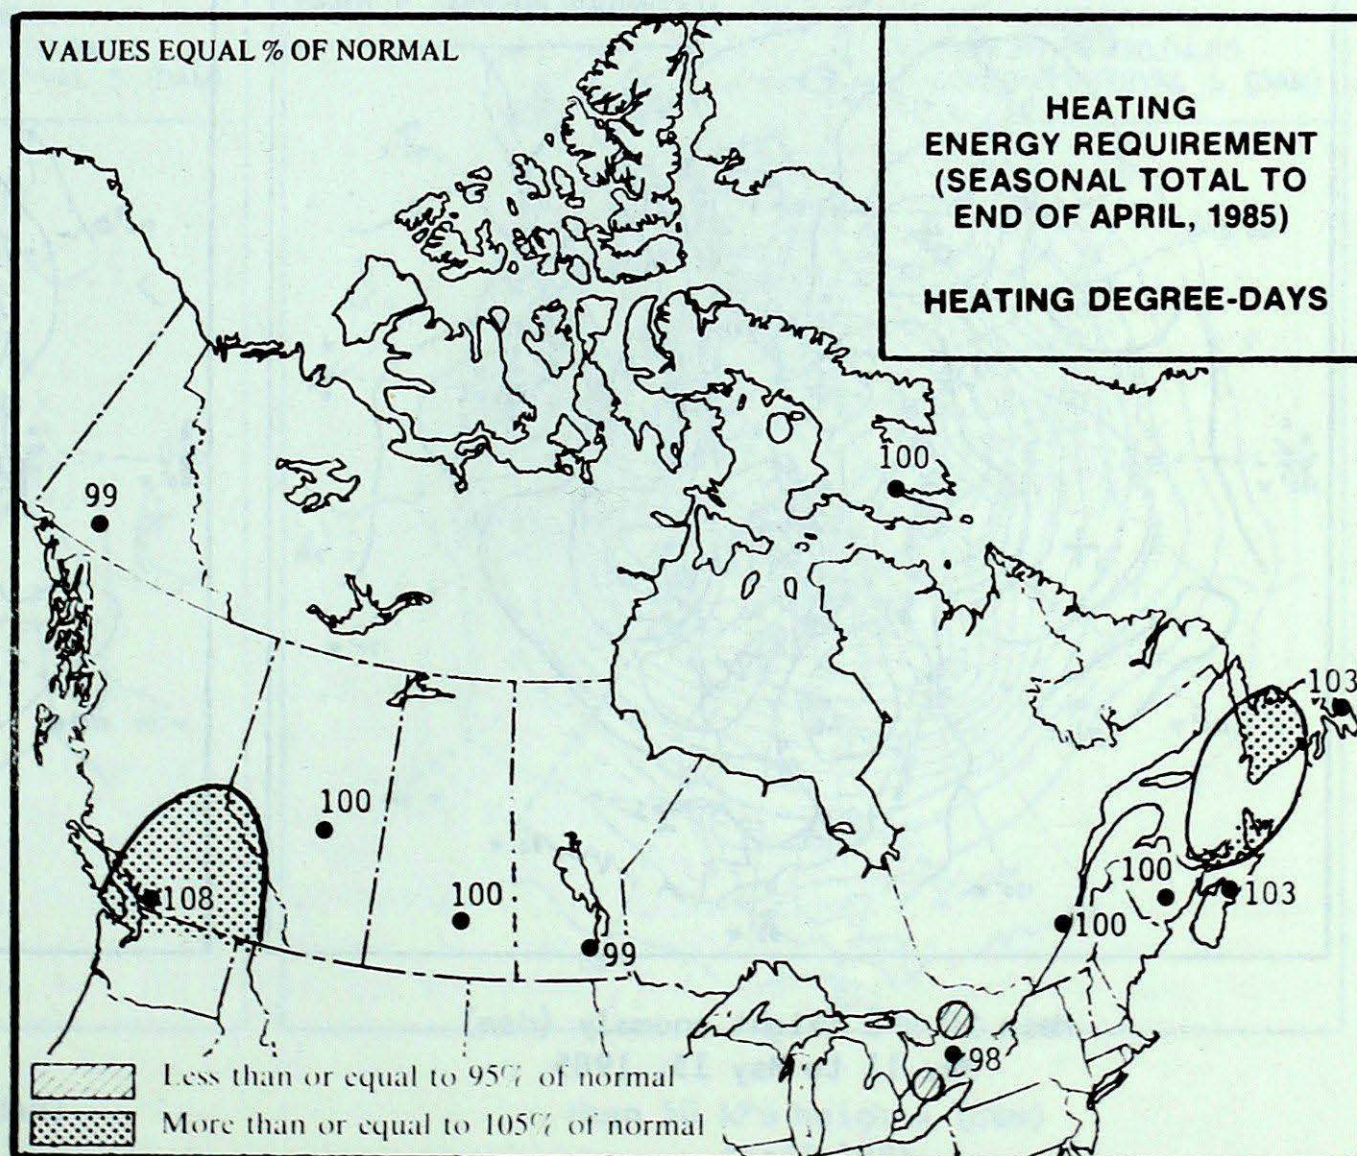 VALUES EQUAL % OF NORMAL
HEATING
ENERGY REQUIREMENT
(SEASONAL TOTAL TO
END OF APRIL, 1985)
HEATING DEGREE-DAYS
100
99
103
100
108
100
99
100
103
100
98
Less than or equal to 95% of normal
More than or equal to 105% of normal